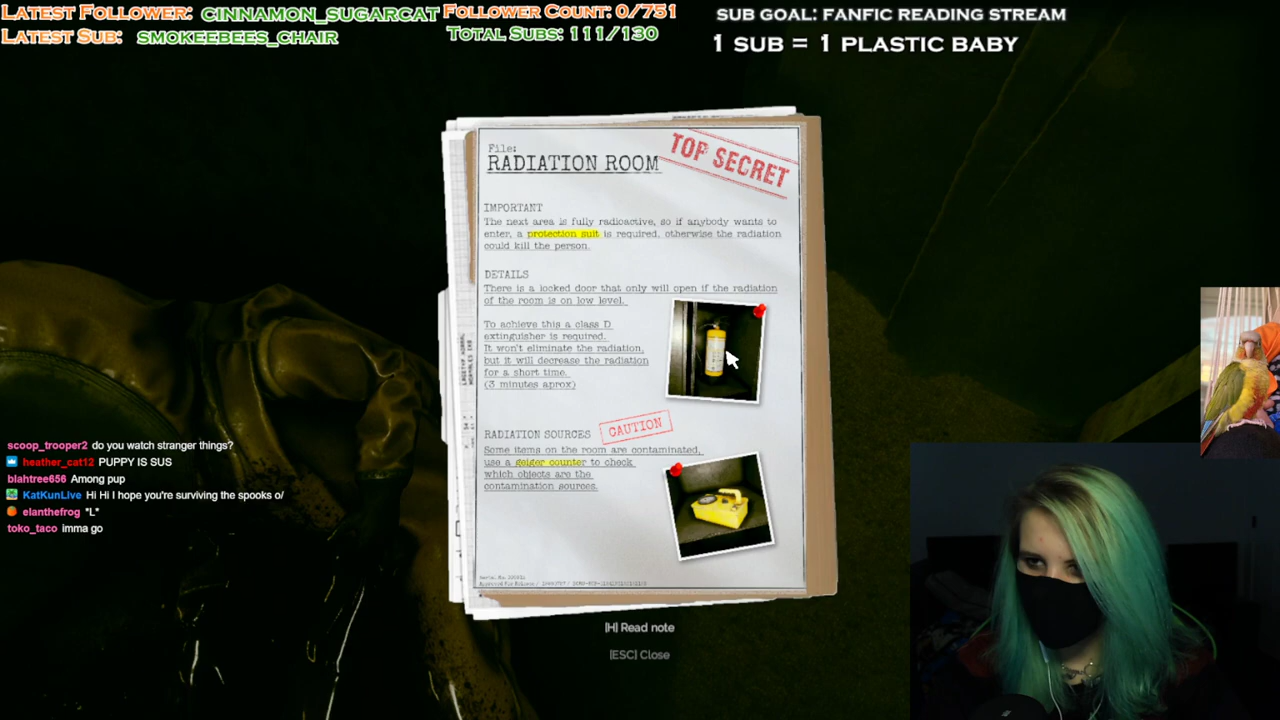 LATEST FOLLOWER: CINNAMON_SUGARCAT FOLLOWER COUNT: 0/751
LATEST SUB: SMOKEEBEES_CHAIR TOTAL SUBS: 111/130
SUB GOAL: FANFIC READING STREAM
1 SUB = 1 PLASTIC BABY
File:
RADIATION ROOM
TOP SECRET
IMPORTANT
The next area is fully radioactive, so if anybody wants to
enter, a protection suit is required, otherwise the radiation
could kill the person.
DETAILS
There is a locked door that only will open if the radiation
of the room is on low level.
To achieve this a class D
extinguisher is required.
It won't eliminate the radiation,
but it will decrease the radiation
for a short time.
(3 minutes aprox)
RADIATION SOURCES CAUTION
Some items on the room are contaminated,
use a geiger counter to check
which objects are the
contamination sources.
[H] Read note
[ESC] Close
scoop_trooper2 do you watch stranger things?
heather_cat12 PUPPY IS SUS
blahtree656 Among pup
KatKunLive Hi Hi I hope you're surviving the spooks o/
elanthefrog *L*
toko_taco imma go